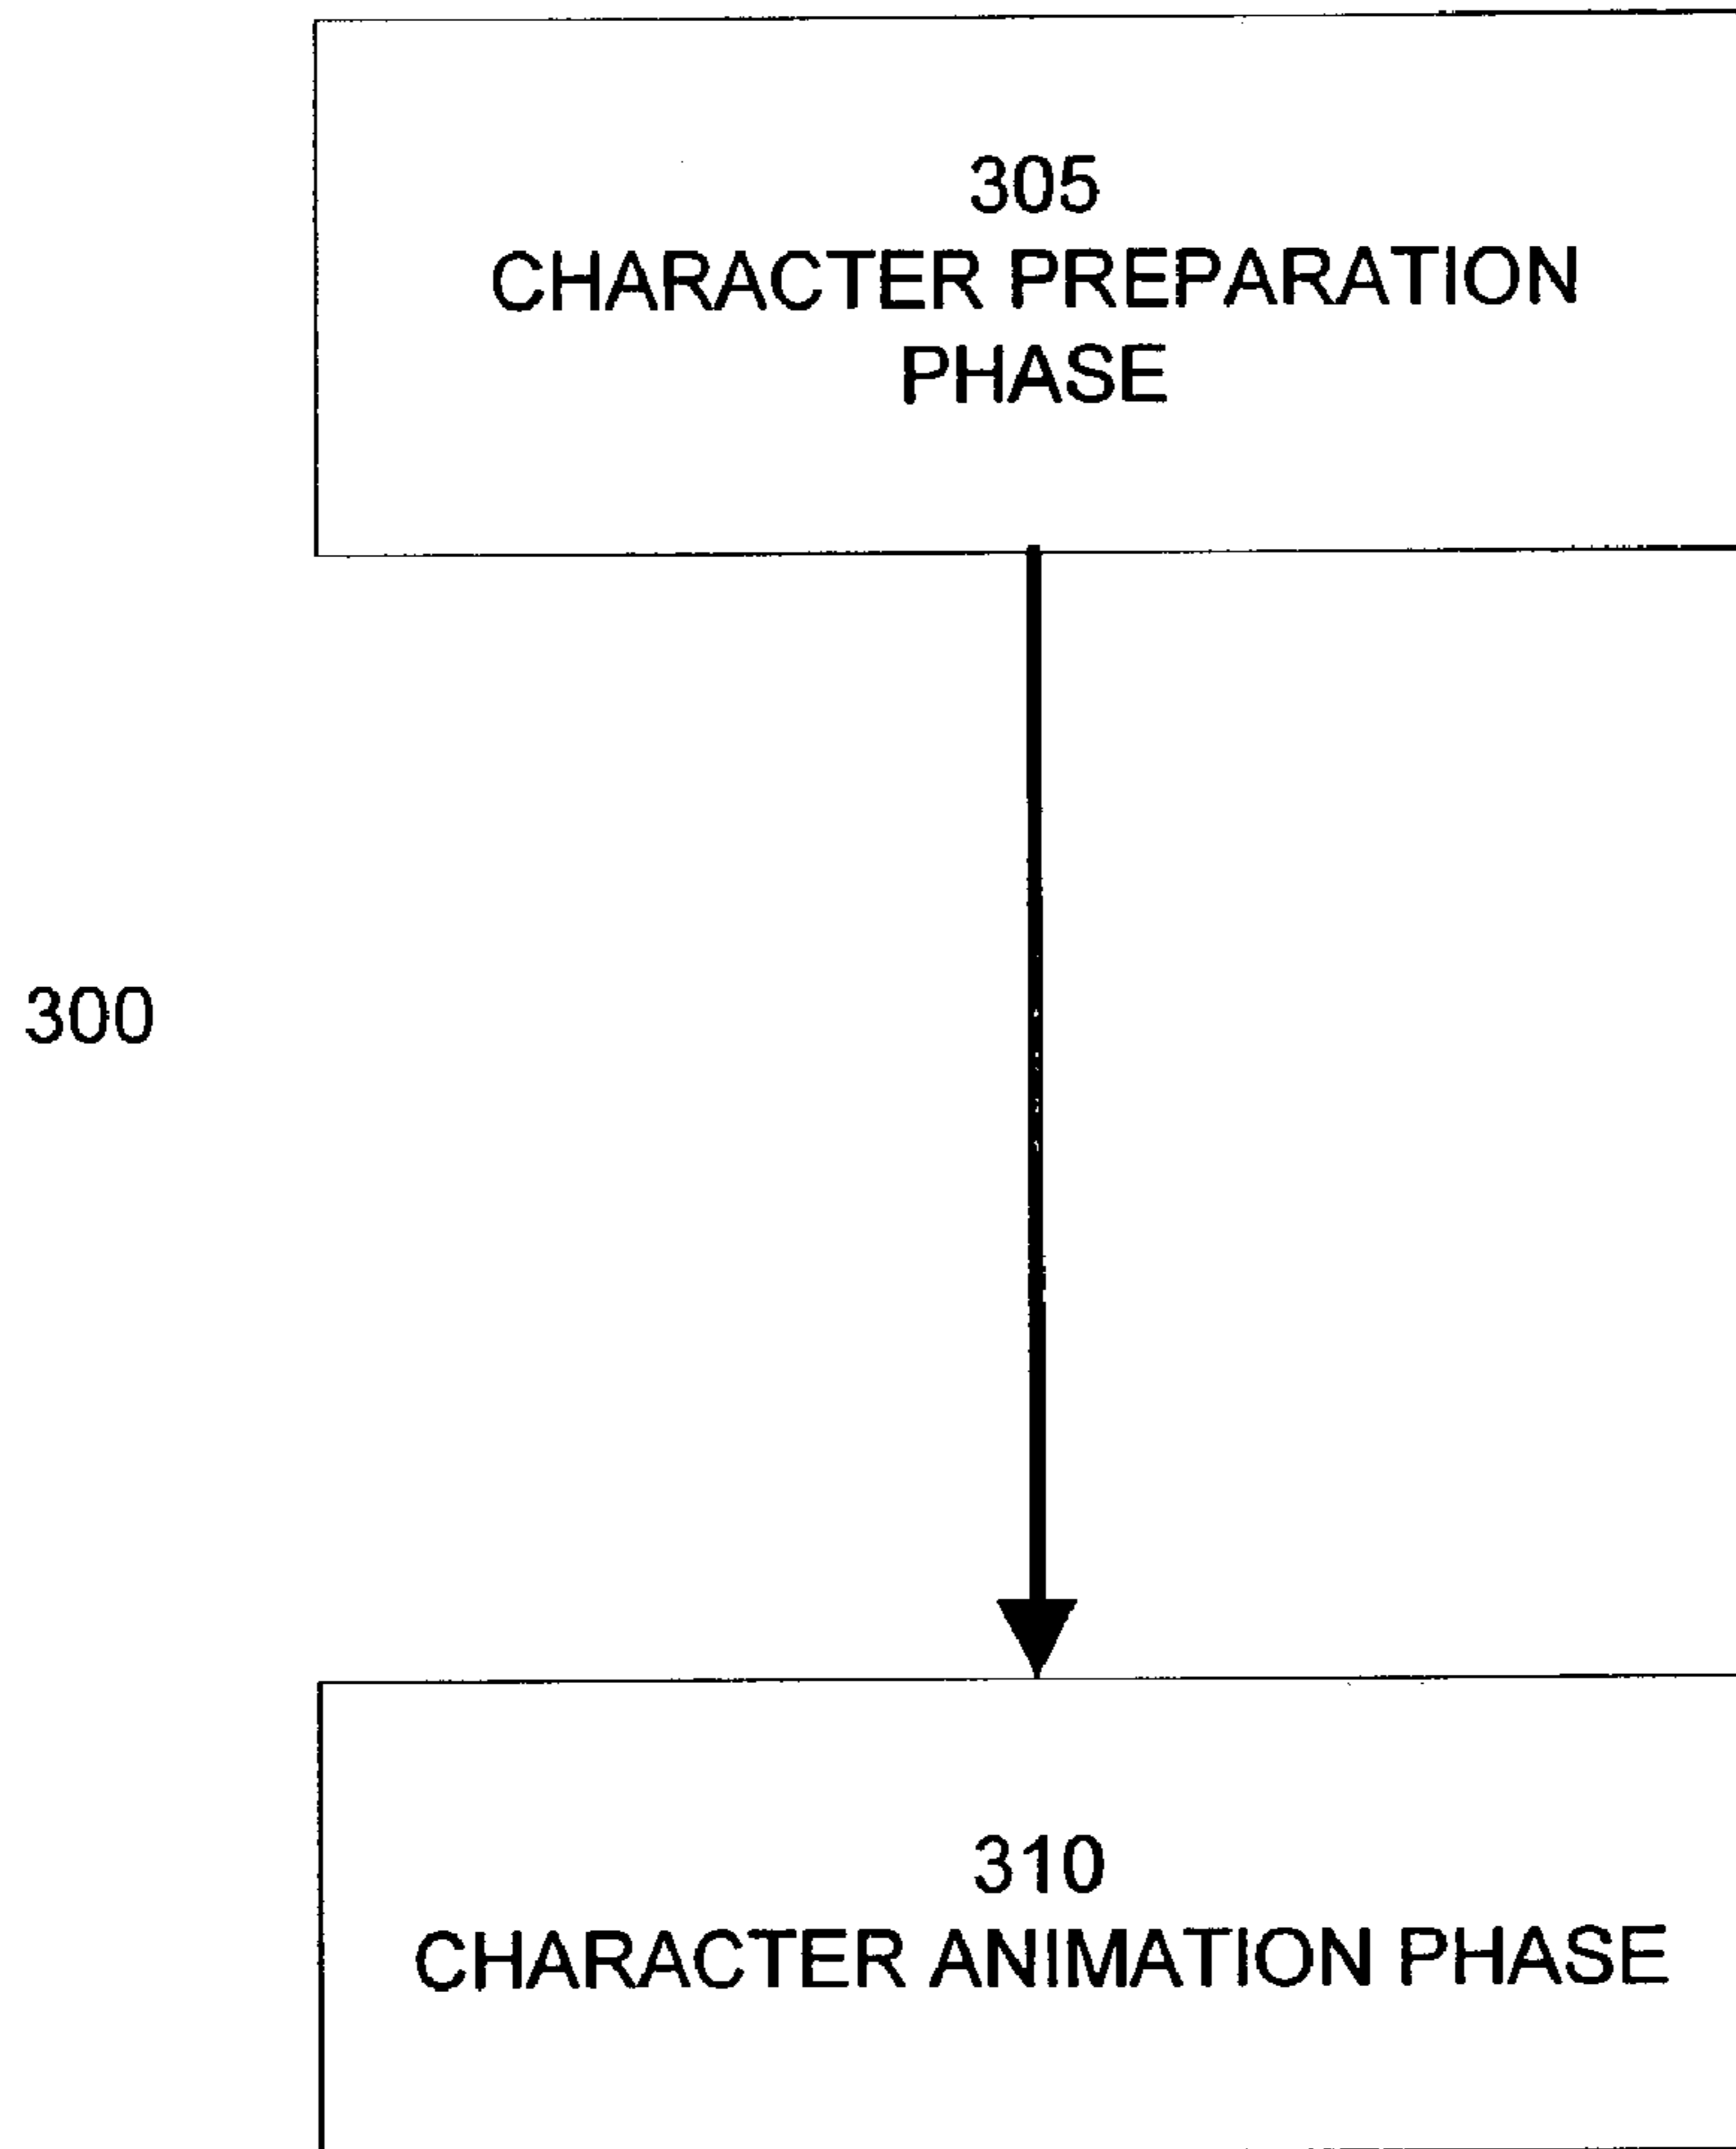 305
CHARACTER PREPARATION
PHASE
300
310
CHARACTER ANIMATION PHASE